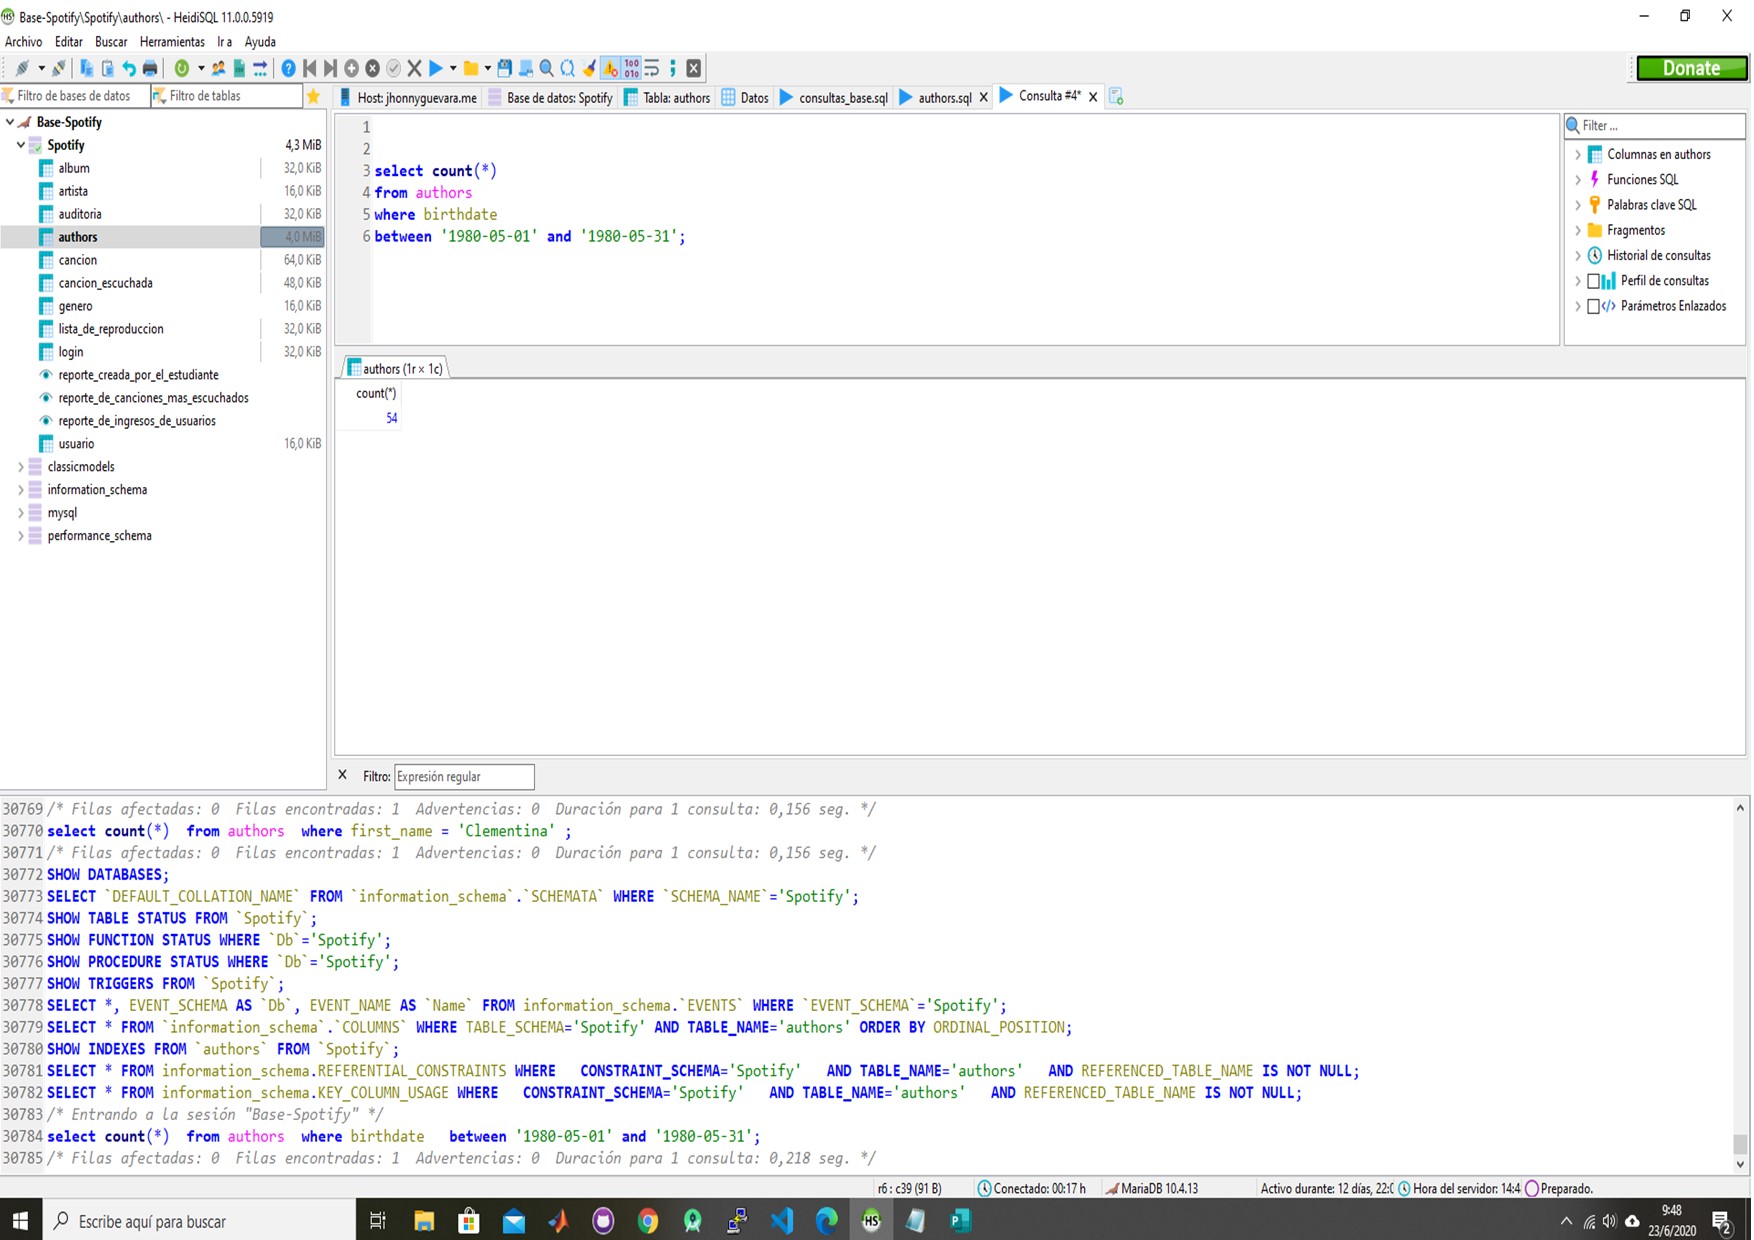 Base-Spotify\Spotify\authors\ - HeidiSQL 11.0.0.5919
Archivo Editar Buscar Herramientas Ir a Ayuda
Donate
Filtro de bases de datos Filtro de tablas
Host: jhonnyguevara.me Base de datos: Spotify Tabla: authors Datos consultas_base.sql authors.sql Consulta #4*
Base-Spotify
Spotify 4,3 MiB
album 32,0 KiB
artista 16,0 KiB
auditoria 32,0 KiB
authors 4,0 MiB
cancion 64,0 KiB
cancion_escuchada 48,0 KiB
genero 16,0 KiB
lista_de_reproduccion 32,0 KiB
login 32,0 KiB
reporte_creada_por_el_estudiante
reporte_de_canciones_mas_escuchados
reporte_de_ingresos_de_usuarios
usuario 16,0 KiB
classicmodels
information_schema
mysql
performance_schema
1
2
3 select count(*)
4 from authors
5 where birthdate
6 between '1980-05-01' and '1980-05-31';
Filter ...
Columnas en authors
Funciones SQL
Palabras clave SQL
Fragmentos
Historial de consultas
Perfil de consultas
Parámetros Enlazados
authors (1r × 1c)
count(*)
54
Filtro: Expresión regular
30769 /* Filas afectadas: 0 Filas encontradas: 1 Advertencias: 0 Duración para 1 consulta: 0,156 seg. */
30770 select count(*) from authors where first_name = 'Clementina' ;
30771 /* Filas afectadas: 0 Filas encontradas: 1 Advertencias: 0 Duración para 1 consulta: 0,156 seg. */
30772 SHOW DATABASES;
30773 SELECT `DEFAULT_COLLATION_NAME` FROM `information_schema`.`SCHEMATA` WHERE `SCHEMA_NAME`='Spotify';
30774 SHOW TABLE STATUS FROM `Spotify`;
30775 SHOW FUNCTION STATUS WHERE `Db`='Spotify';
30776 SHOW PROCEDURE STATUS WHERE `Db`='Spotify';
30777 SHOW TRIGGERS FROM `Spotify`;
30778 SELECT *, EVENT_SCHEMA AS `Db`, EVENT_NAME AS `Name` FROM information_schema.`EVENTS` WHERE `EVENT_SCHEMA`='Spotify';
30779 SELECT * FROM `information_schema`.`COLUMNS` WHERE TABLE_SCHEMA='Spotify' AND TABLE_NAME='authors' ORDER BY ORDINAL_POSITION;
30780 SHOW INDEXES FROM `authors` FROM `Spotify`;
30781 SELECT * FROM information_schema.REFERENTIAL_CONSTRAINTS WHERE CONSTRAINT_SCHEMA='Spotify' AND TABLE_NAME='authors' AND REFERENCED_TABLE_NAME IS NOT NULL;
30782 SELECT * FROM information_schema.KEY_COLUMN_USAGE WHERE CONSTRAINT_SCHEMA='Spotify' AND TABLE_NAME='authors' AND REFERENCED_TABLE_NAME IS NOT NULL;
30783 /* Entrando a la sesión "Base-Spotify" */
30784 select count(*) from authors where birthdate between '1980-05-01' and '1980-05-31';
30785 /* Filas afectadas: 0 Filas encontradas: 1 Advertencias: 0 Duración para 1 consulta: 0,218 seg. */
r6 : c39 (91 B) Conectado: 00:17 h MariaDB 10.4.13 Activo durante: 12 días, 22:0 Hora del servidor: 14:4 Preparado.
Escribe aquí para buscar
9:48
23/6/2020
2